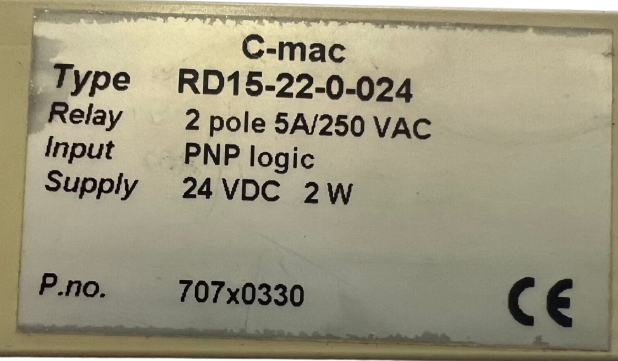 C-mac
Type RD15-22-0-024
Relay 2 pole 5A/250 VAC
Input PNP logic
Supply 24 VDC 2 W
P.no. 707x0330
CE